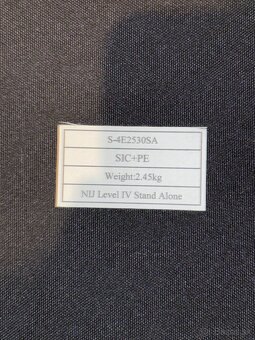 S-4E2530SA
SIC+PE
Weight:2.45kg
NIJ Level IV Stand Alone